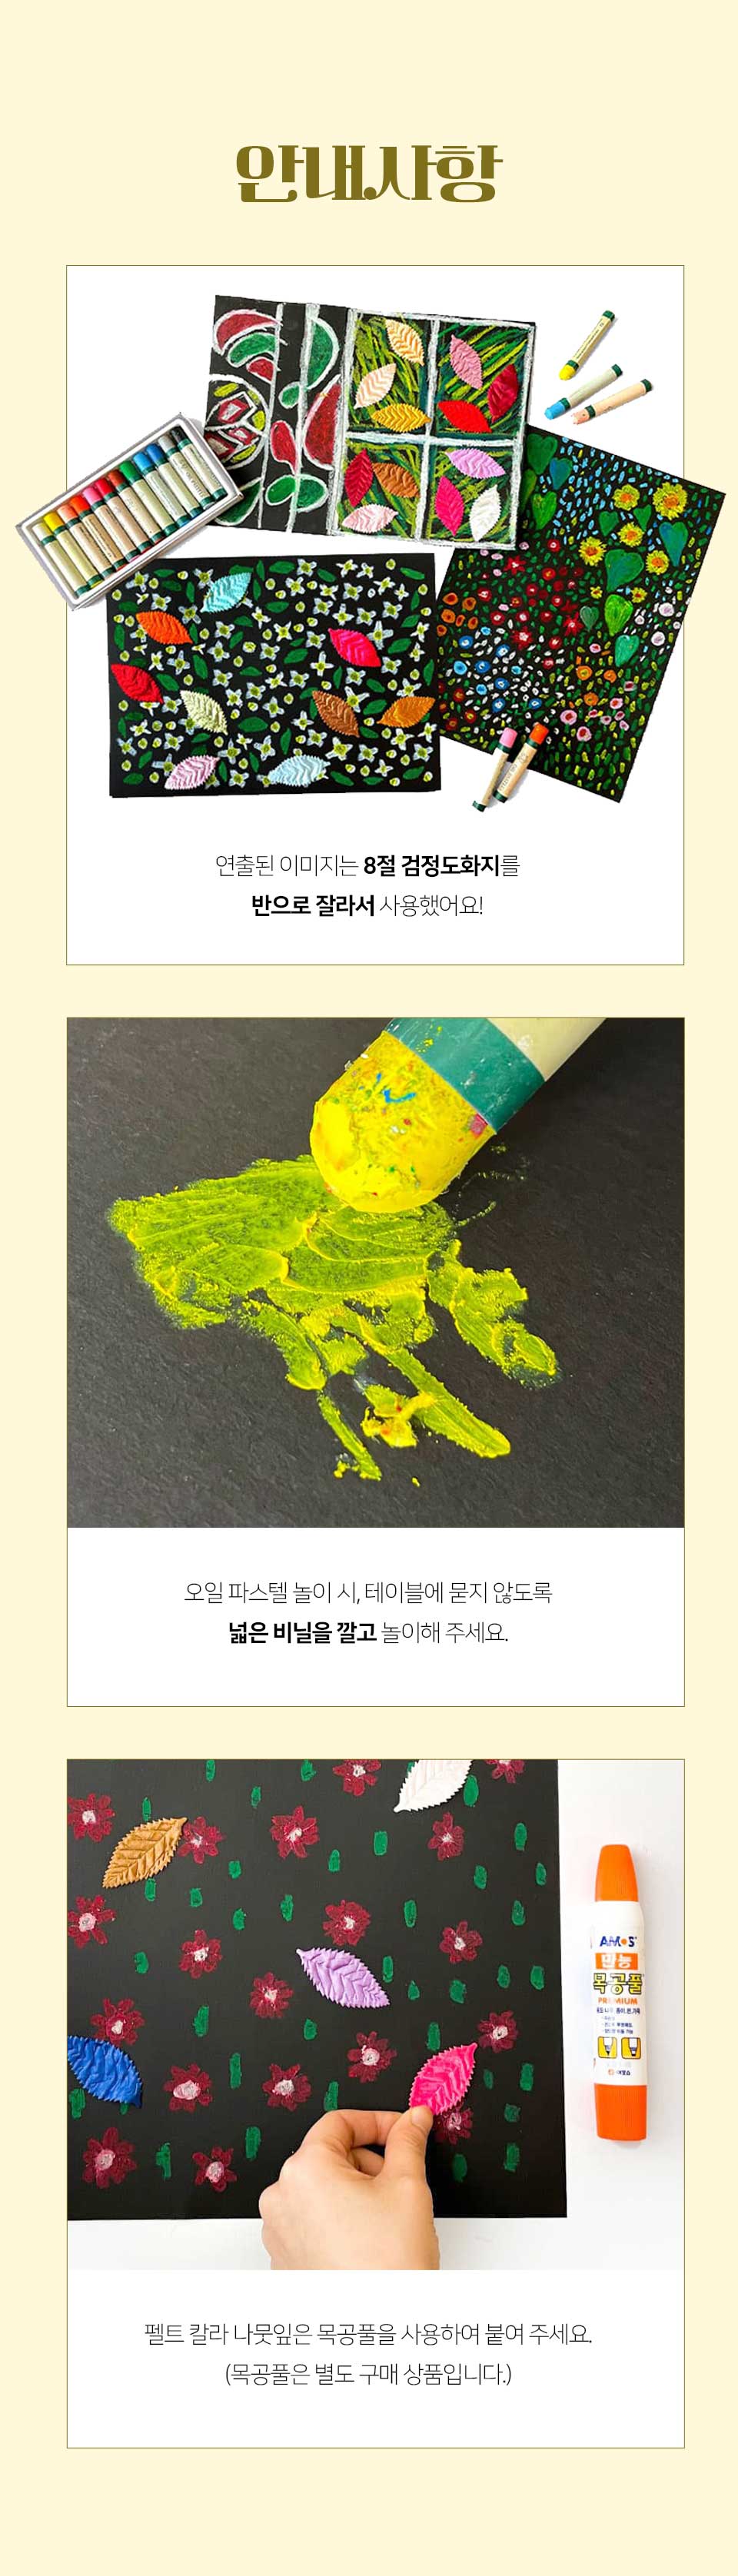 안내사항
연출된 이미지는 8절 검정도화지를
반으로 잘라서 사용했어요!
오일 파스텔 놀이 시, 테이블에 묻지 않도록
넓은 비닐을 깔고 놀이해 주세요.
AMOS
만능
목공풀
PREMIUM
펠트 칼라 나뭇잎은 목공풀을 사용하여 붙여 주세요.
(목공풀은 별도 구매 상품입니다.)